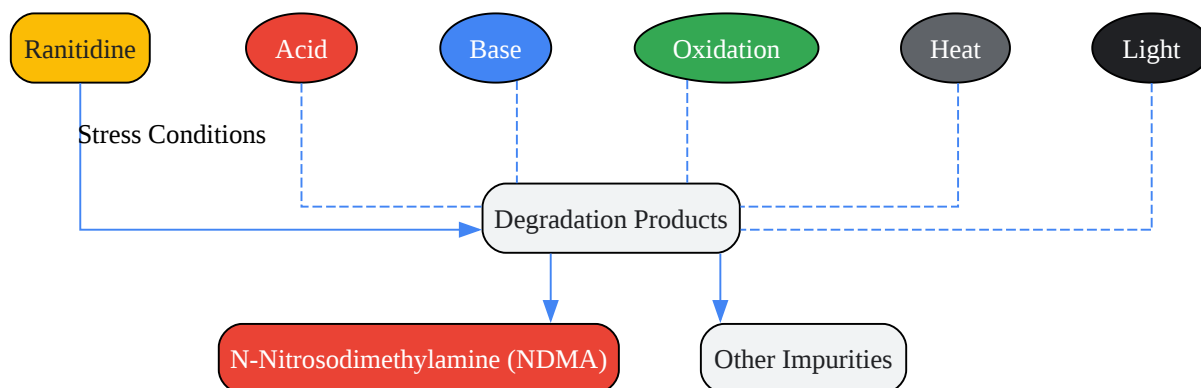 Ranitidine
Acid
Base
Oxidation
Heat
Light
Stress Conditions
Degradation Products
N-Nitrosodimethylamine (NDMA)
Other Impurities